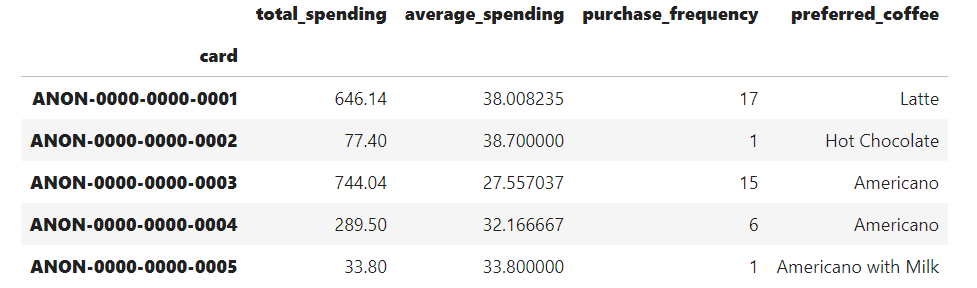 total_spending average_spending purchase_frequency preferred_coffee
card
ANON-0000-0000-0001 646.14 38.008235 17 Latte
ANON-0000-0000-0002 77.40 38.700000 1 Hot Chocolate
ANON-0000-0000-0003 744.04 27.557037 15 Americano
ANON-0000-0000-0004 289.50 32.166667 6 Americano
ANON-0000-0000-0005 33.80 33.800000 1 Americano with Milk